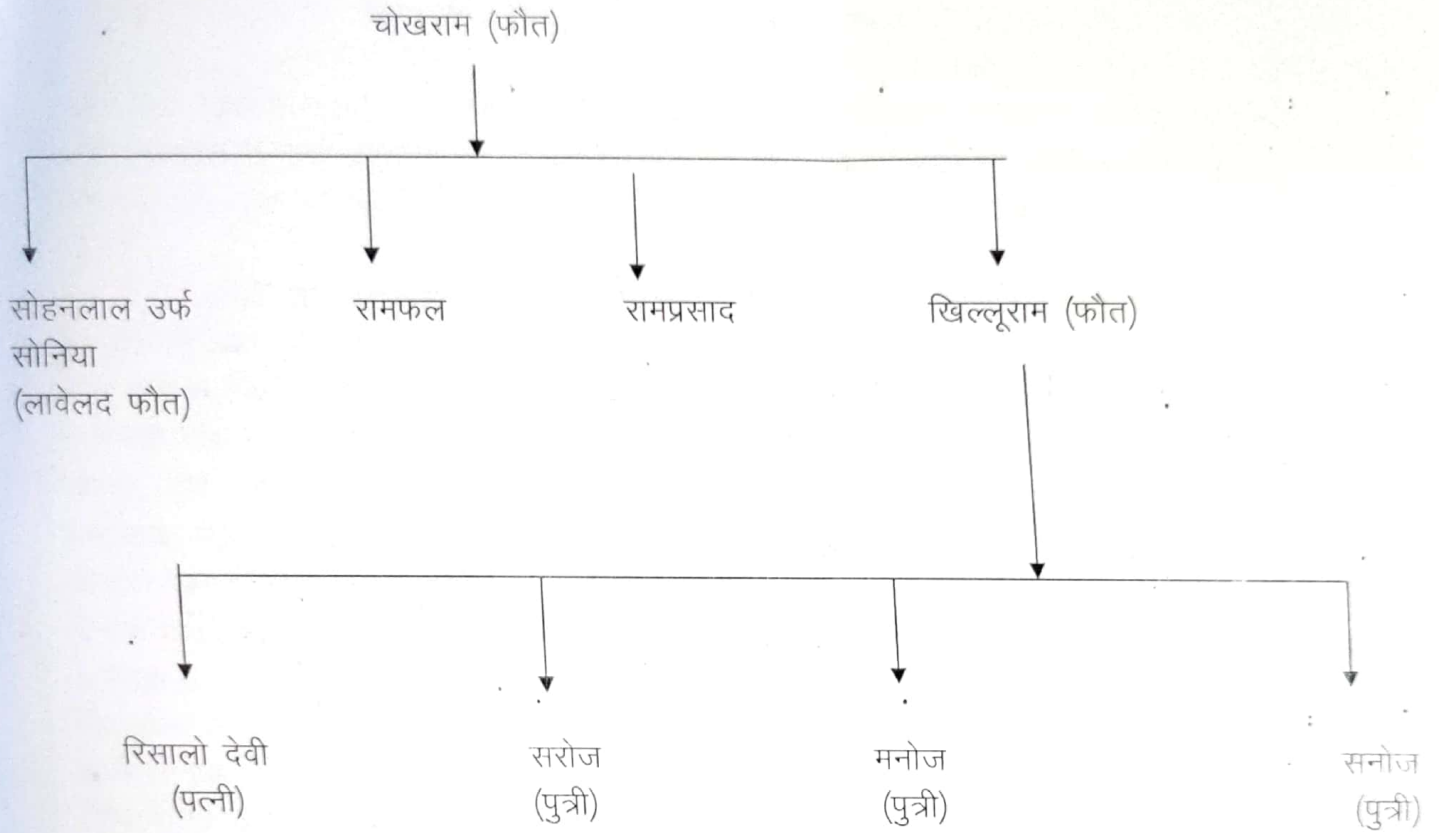 चोखराम (फौत)
सोहनलाल उर्फ
सोनिया
(लावेलद फौत)
रामफल
रामप्रसाद
खिल्लूराम (फौत)
रिसालो देवी
(पत्नी)
सरोज
(पुत्री)
मनोज
(पुत्री)
सनोज
(पुत्री)